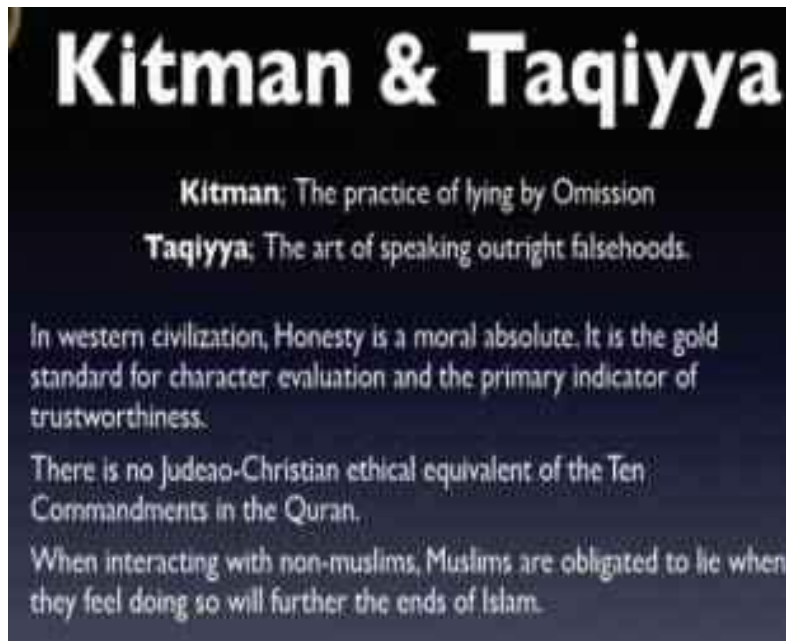 Kitman & Taqiyya
Kitman; The practice of lying by Omission
Taqiyya; The art of speaking outright falsehoods.
In western civilization, Honesty is a moral absolute. It is the gold
standard for character evaluation and the primary indicator of
trustworthiness.
There is no Judeao-Christian ethical equivalent of the Ten
Commandments in the Quran.
When interacting with non-muslims, Muslims are obligated to lie when
they feel doing so will further the ends of Islam.